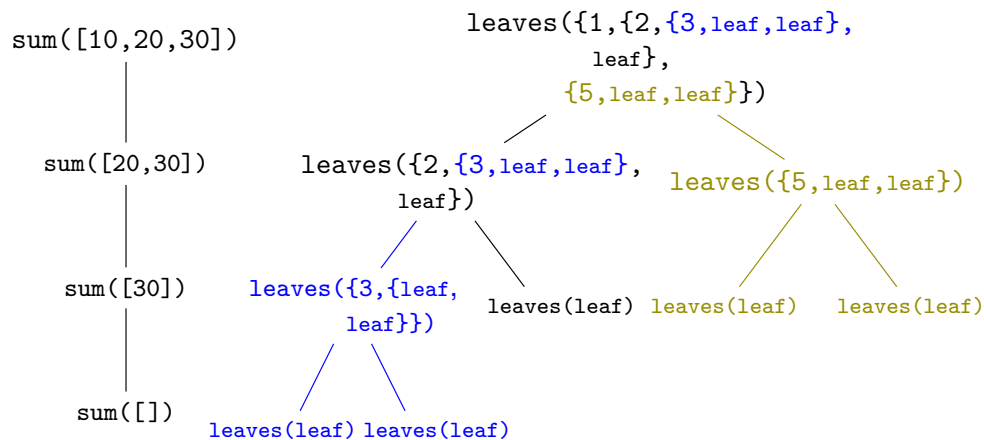 sum([10,20,30])
leaves({1,{2,{3,leaf,leaf},
leaf},
{5,leaf,leaf}})
sum([20,30])
leaves({2,{3,leaf,leaf},
leaf})
leaves({5,leaf,leaf})
sum([30])
leaves({3,{leaf,
leaf}})
leaves(leaf)
leaves(leaf)
leaves(leaf)
sum([])
leaves(leaf)
leaves(leaf)